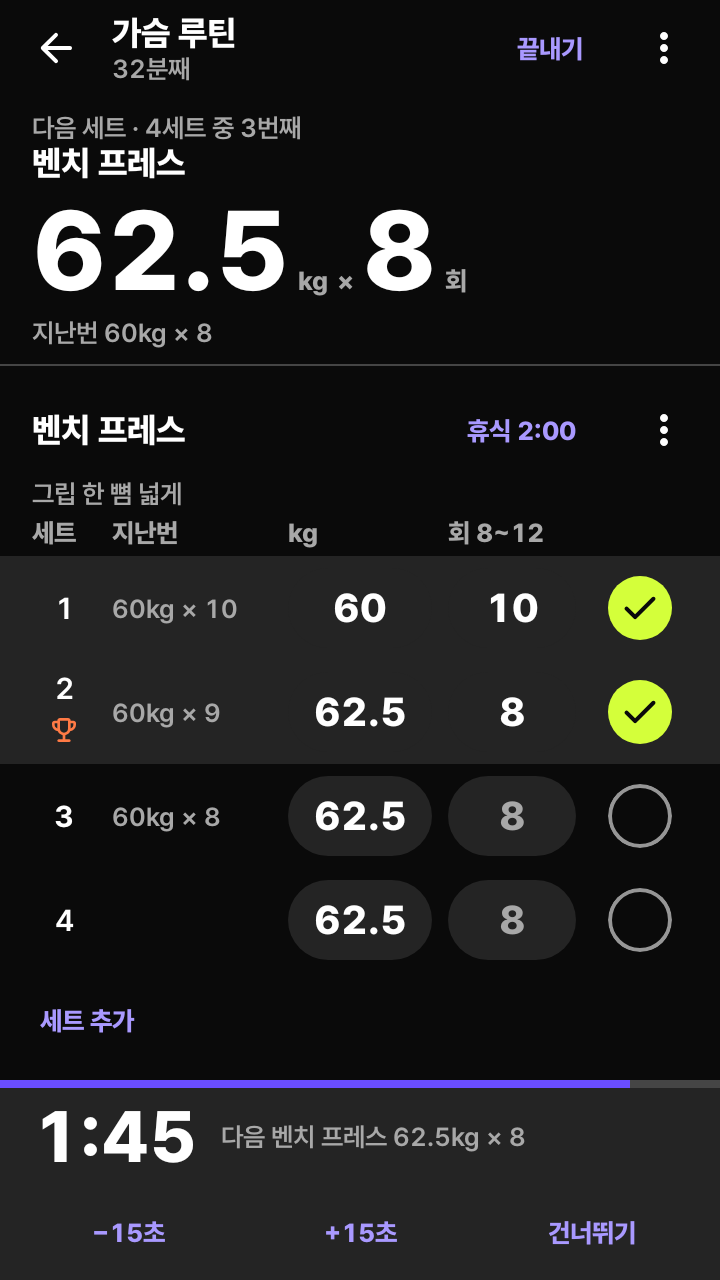 가슴 루틴
32분째
끝내기
다음 세트 · 4세트 중 3번째
벤치 프레스
62.5 kg × 8 회
지난번 60kg × 8
벤치 프레스
휴식 2:00
그립 한 뼘 넓게
세트 지난번 kg 회 8~12
1 60kg × 10 60 10
2 60kg × 9 62.5 8
3 60kg × 8 62.5 8
4 62.5 8
세트 추가
1:45 다음 벤치 프레스 62.5kg × 8
−15초 +15초 건너뛰기